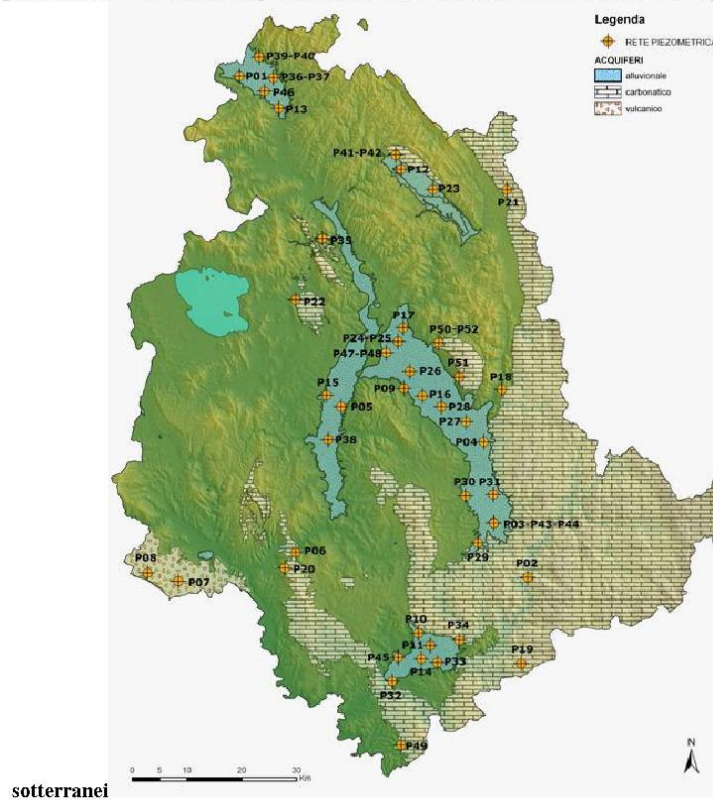 Legenda
RETE PIEZOMETRICA
ACQUIFERI
alluvionale
carbonatico
vulcanico
P39-P40
P01
P36-P37
P46
P13
P41-P42
P12
P23
P21
P35
P22
P17
P24-P25
P50-P52
P47-P48
P51
P26
P18
P09
P15
P16
P05
P28
P27
P38
P04
P30
P31
P03-P43-P44
P29
P06
P08
P20
P02
P07
P10
P34
P11
P45
P14
P33
P19
P32
P49
N
0 5 10 20 30
Km
sotterranei